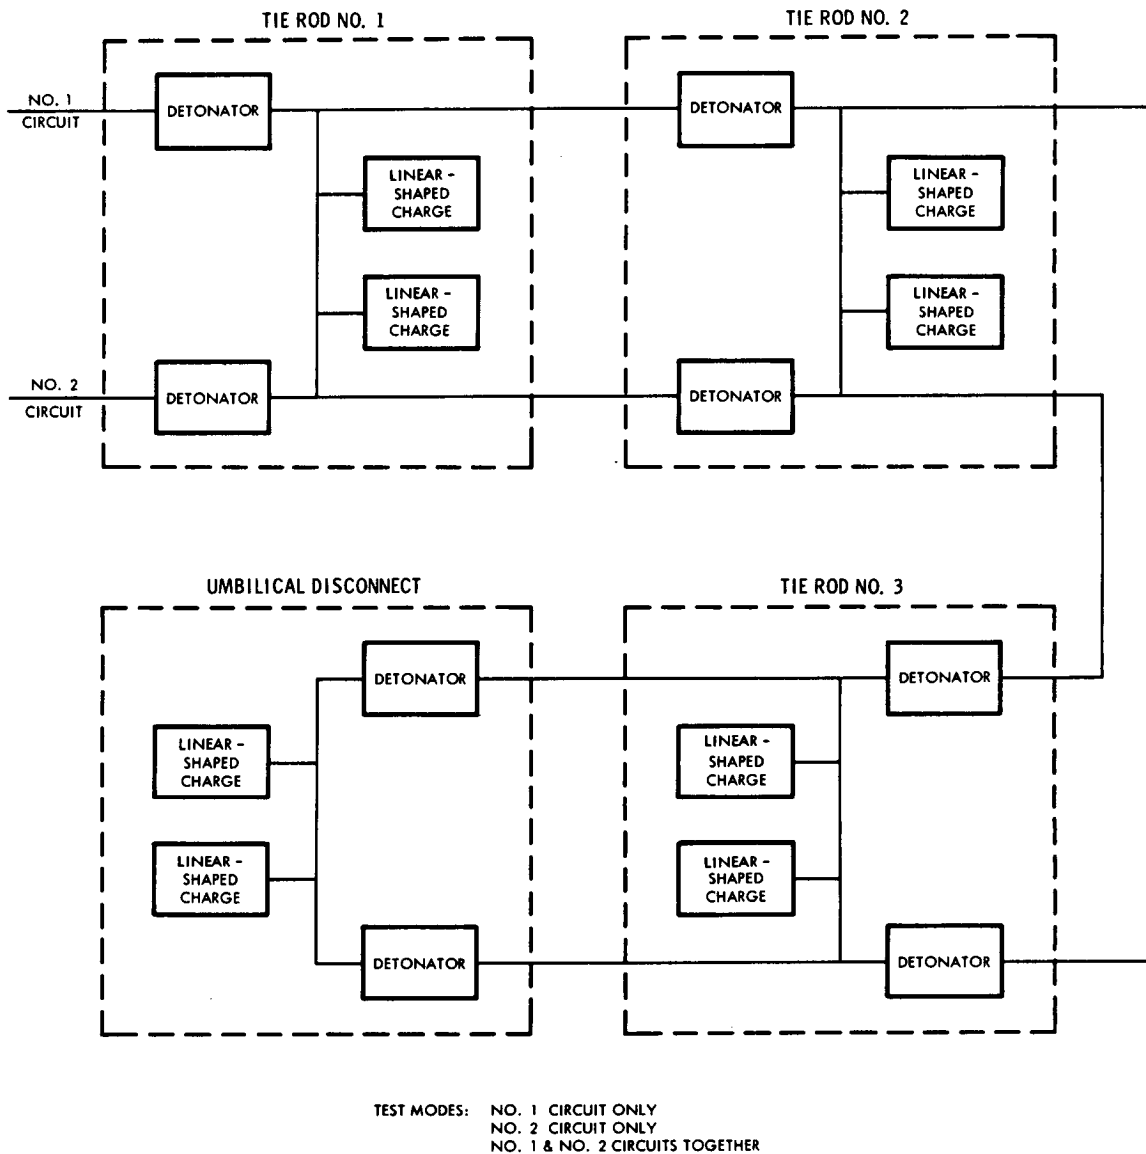 TIE ROD NO. 1
TIE ROD NO. 2
NO. 1
CIRCUIT
DETONATOR
DETONATOR
LINEAR -
SHAPED
CHARGE
LINEAR -
SHAPED
CHARGE
LINEAR -
SHAPED
CHARGE
LINEAR -
SHAPED
CHARGE
NO. 2
CIRCUIT
DETONATOR
DETONATOR
UMBILICAL DISCONNECT
TIE ROD NO. 3
DETONATOR
DETONATOR
LINEAR -
SHAPED
CHARGE
LINEAR -
SHAPED
CHARGE
LINEAR -
SHAPED
CHARGE
LINEAR -
SHAPED
CHARGE
DETONATOR
DETONATOR
TEST MODES: NO. 1 CIRCUIT ONLY
NO. 2 CIRCUIT ONLY
NO. 1 & NO. 2 CIRCUITS TOGETHER